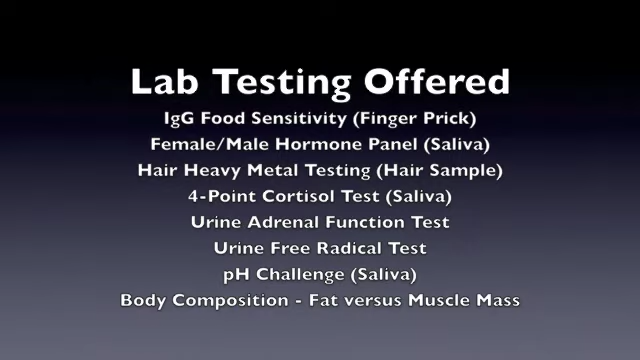 Lab Testing Offered
IgG Food Sensitivity (Finger Prick)
Female/Male Hormone Panel (Saliva)
Hair Heavy Metal Testing (Hair Sample)
4-Point Cortisol Test (Saliva)
Urine Adrenal Function Test
Urine Free Radical Test
pH Challenge (Saliva)
Body Composition - Fat versus Muscle Mass